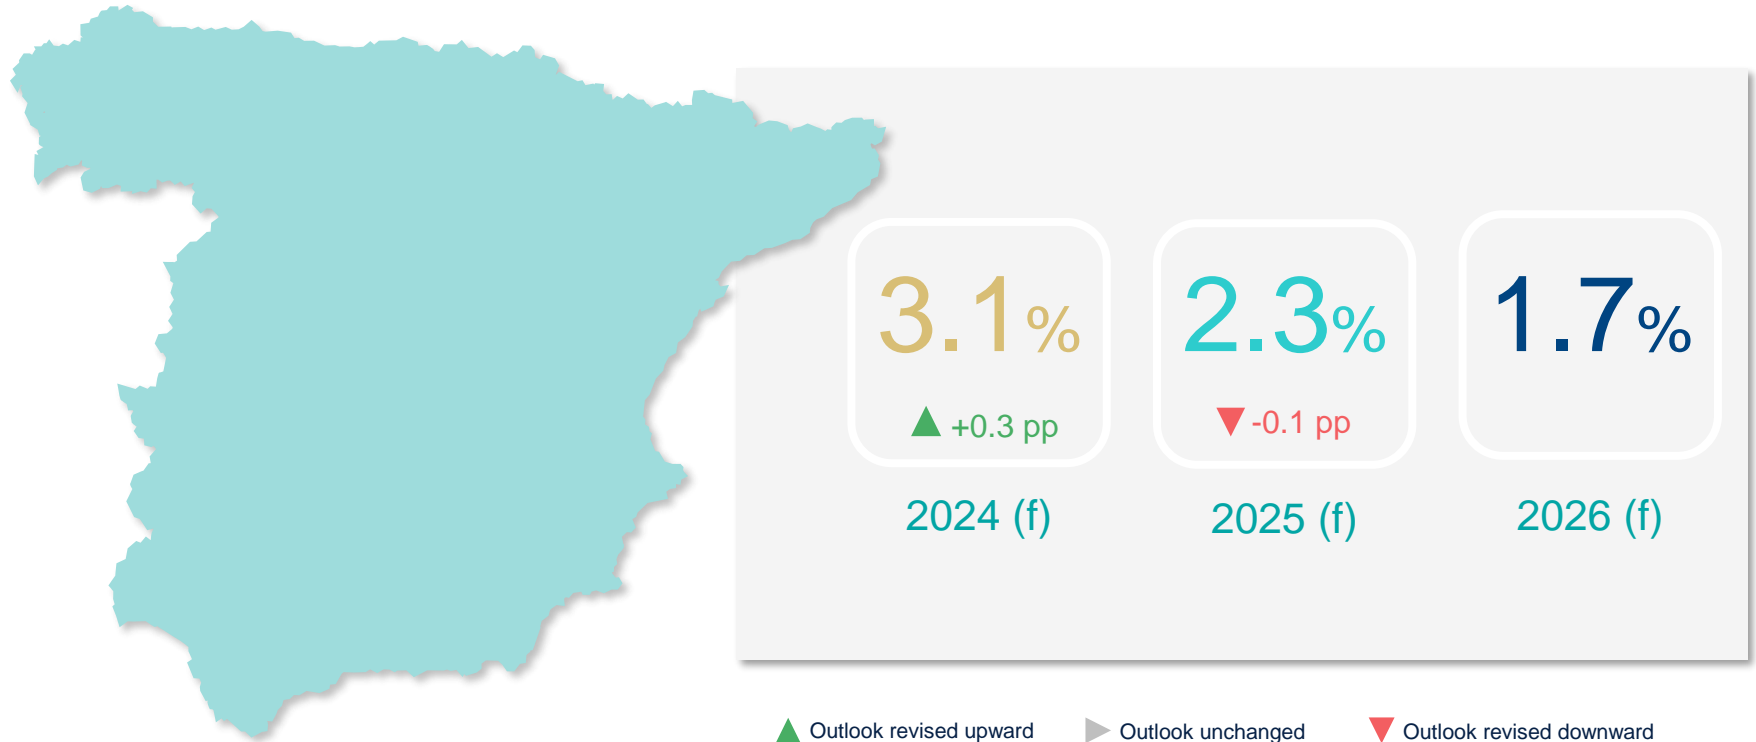 3.1%
▲ +0.3 pp
2024 (f)
2.3%
▼ -0.1 pp
2025 (f)
1.7%
2026 (f)
▲ Outlook revised upward ▶ Outlook unchanged ▼ Outlook revised downward